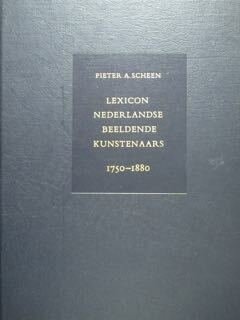 PIETER A. SCHEEN
LEXICON
NEDERLANDSE
BEELDENDE
KUNSTENAARS
1750-1880